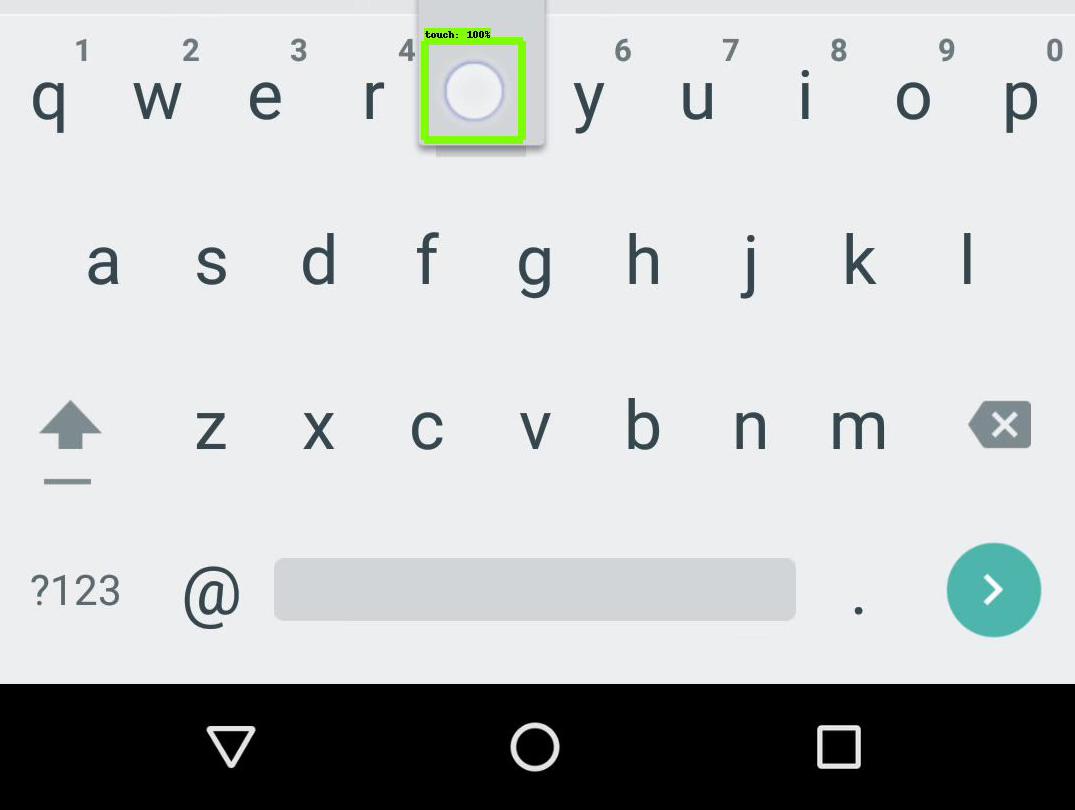 touch: 100%
1 2 3 4 6 7 8 9 0
q w e r y u i o p
a s d f g h j k l
z x c v b n m
?123 @ .